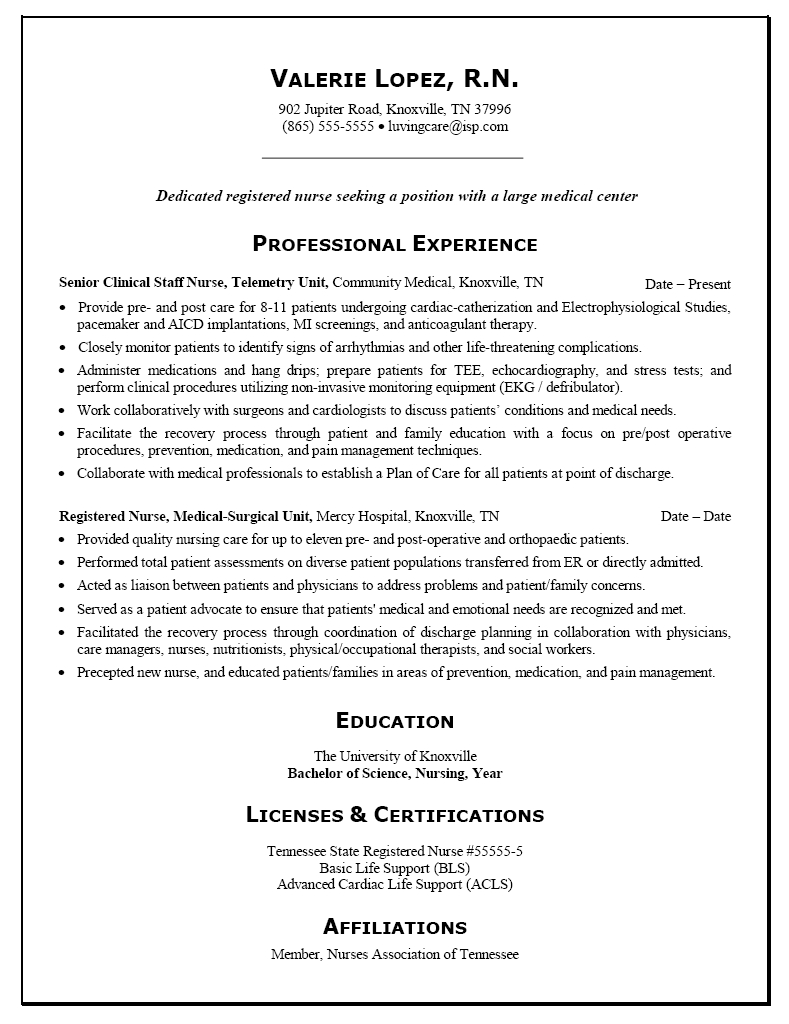 VALERIE LOPEZ, R.N.
902 Jupiter Road, Knoxville, TN 37996
(865) 555-5555 • luvingcare@isp.com
Dedicated registered nurse seeking a position with a large medical center
PROFESSIONAL EXPERIENCE
Senior Clinical Staff Nurse, Telemetry Unit, Community Medical, Knoxville, TN Date – Present
• Provide pre- and post care for 8-11 patients undergoing cardiac-catherization and Electrophysiological Studies,
pacemaker and AICD implantations, MI screenings, and anticoagulant therapy.
• Closely monitor patients to identify signs of arrhythmias and other life-threatening complications.
• Administer medications and hang drips; prepare patients for TEE, echocardiography, and stress tests; and
perform clinical procedures utilizing non-invasive monitoring equipment (EKG / defribulator).
• Work collaboratively with surgeons and cardiologists to discuss patients’ conditions and medical needs.
• Facilitate the recovery process through patient and family education with a focus on pre/post operative
procedures, prevention, medication, and pain management techniques.
• Collaborate with medical professionals to establish a Plan of Care for all patients at point of discharge.
Registered Nurse, Medical-Surgical Unit, Mercy Hospital, Knoxville, TN Date – Date
• Provided quality nursing care for up to eleven pre- and post-operative and orthopaedic patients.
• Performed total patient assessments on diverse patient populations transferred from ER or directly admitted.
• Acted as liaison between patients and physicians to address problems and patient/family concerns.
• Served as a patient advocate to ensure that patients' medical and emotional needs are recognized and met.
• Facilitated the recovery process through coordination of discharge planning in collaboration with physicians,
care managers, nurses, nutritionists, physical/occupational therapists, and social workers.
• Precepted new nurse, and educated patients/families in areas of prevention, medication, and pain management.
EDUCATION
The University of Knoxville
Bachelor of Science, Nursing, Year
LICENSES & CERTIFICATIONS
Tennessee State Registered Nurse #55555-5
Basic Life Support (BLS)
Advanced Cardiac Life Support (ACLS)
AFFILIATIONS
Member, Nurses Association of Tennessee